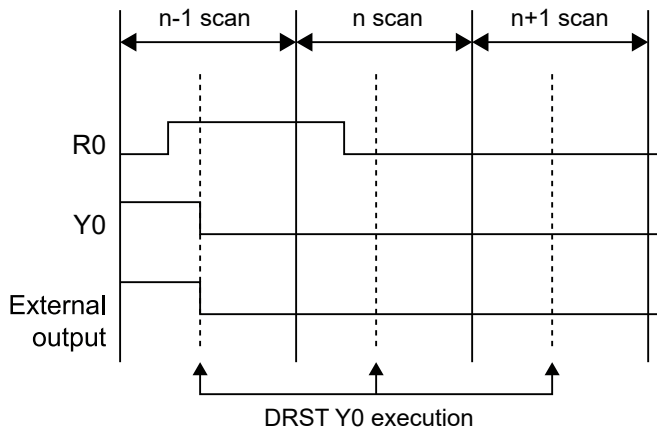 n-1 scan
n scan
n+1 scan
R0
Y0
External
output
DRST Y0 execution